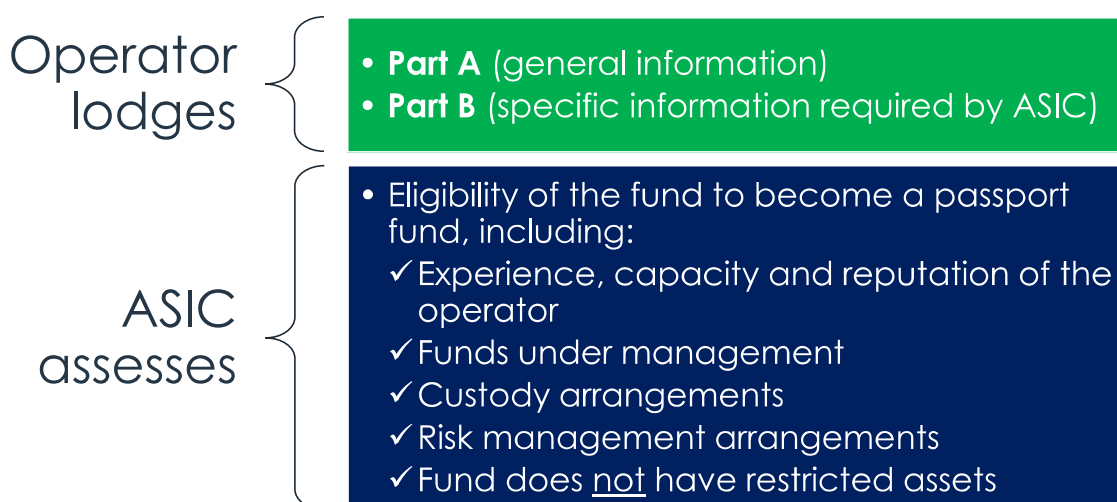 Operator
lodges
• Part A (general information)
• Part B (specific information required by ASIC)
ASIC
assesses
• Eligibility of the fund to become a passport
fund, including:
✓Experience, capacity and reputation of the
operator
✓Funds under management
✓Custody arrangements
✓Risk management arrangements
✓Fund does not have restricted assets